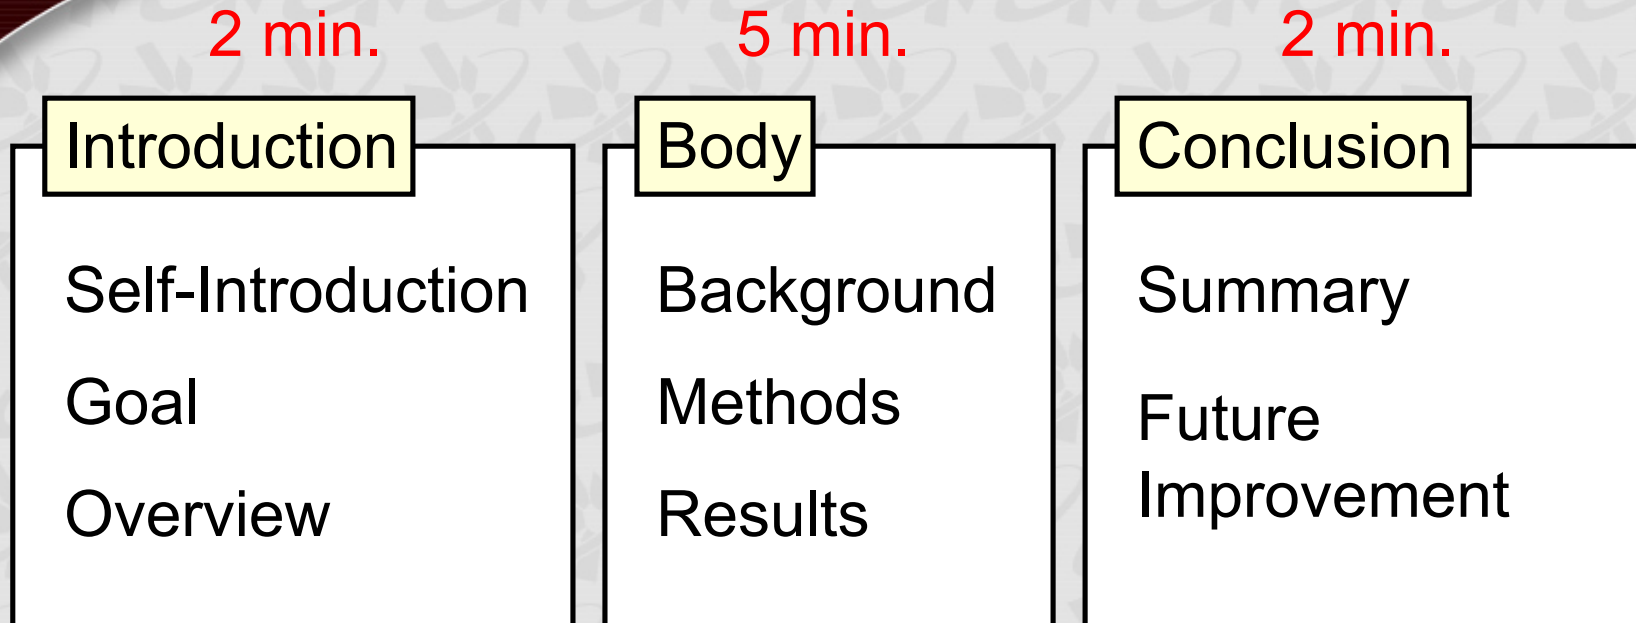 2 min.
5 min.
2 min.
Introduction
Self-Introduction
Goal
Overview
Body
Background
Methods
Results
Conclusion
Summary
Future
Improvement